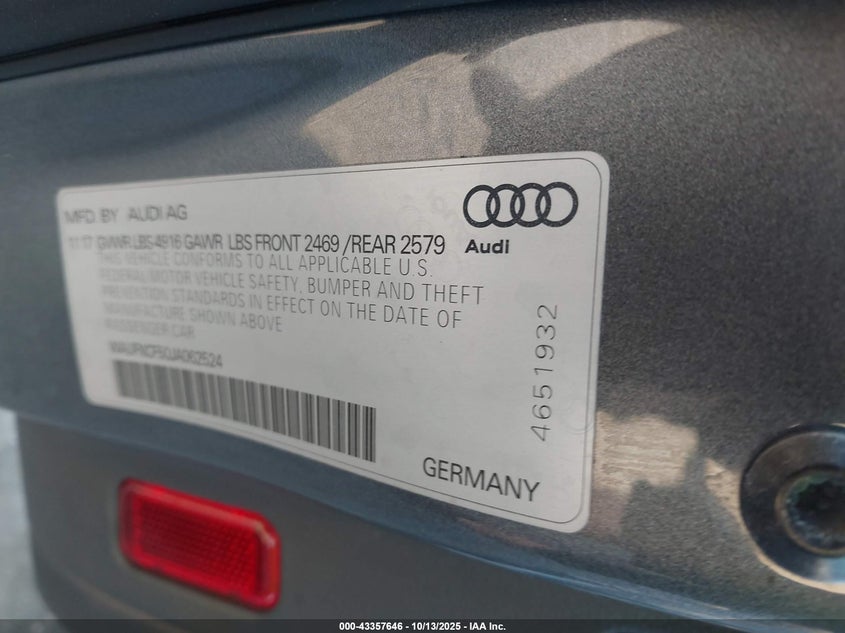 MFD. BY AUDI AG
11.17 GVWR LBS 4916 GAWR LBS FRONT 2469 /REAR 2579
THIS VEHICLE CONFORMS TO ALL APPLICABLE U.S.
FEDERAL MOTOR VEHICLE SAFETY, BUMPER AND THEFT
PREVENTION STANDARDS IN EFFECT ON THE DATE OF
MANUFACTURE SHOWN ABOVE
PASSENGER CAR
Audi
4651932
GERMANY
000-43357646 - 10/13/2025 - IAA Inc.